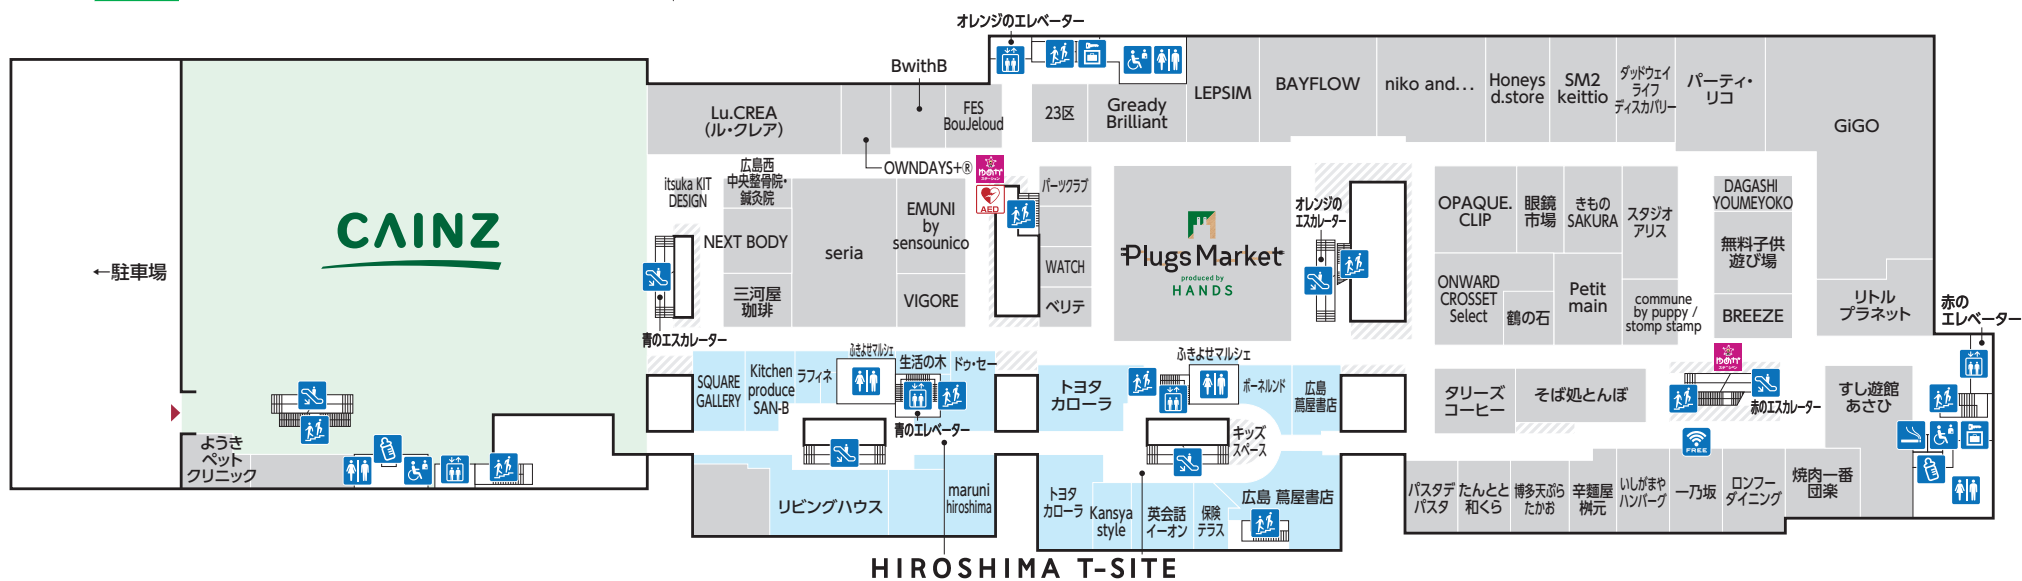 オレンジのエレベーター
BwithB
Lu.CREA
(ル・クレア)
FES
BouJeloud
23区
Gready
Brilliant
LEPSIM
BAYFLOW
niko and...
Honeys
d.store
SM2
keittio
ダッドウェイ
ライフ
ディスカバリー
パーティ・
リコ
GiGO
OWNDAYS+®
ゆめか
ステーション
AED
itsuka KIT
DESIGN
広島西
中央整骨院・
鍼灸院
NEXT BODY
三河屋
珈琲
seria
EMUNI
by
sensounico
VIGORE
パーツクラブ
WATCH
ベリテ
Plugs Market
produced by
HANDS
オレンジの
エスカレーター
OPAQUE.
CLIP
眼鏡
市場
きもの
SAKURA
スタジオ
アリス
DAGASHI
YOUMEYOKO
無料子供
遊び場
BREEZE
ONWARD
CROSSET
Select
鶴の石
Petit
main
commune
by puppy /
stomp stamp
リトル
プラネット
赤の
エレベーター
CAINZ
←駐車場
青のエスカレーター
SQUARE
GALLERY
Kitchen
produce
SAN-B
ラフィネ
ふきよせマルシェ
生活の木
ドゥ・セー
青のエレベーター
トヨタ
カローラ
ふきよせマルシェ
ボーネルンド
広島
蔦屋書店
キッズ
スペース
タリーズ
コーヒー
そば処とんぼ
ゆめか
ステーション
赤のエスカレーター
すし遊館
あさひ
FREE
ようき
ペット
クリニック
リビングハウス
maruni
hiroshima
トヨタ
カローラ
Kansya
style
英会話
イーオン
保険
テラス
広島 蔦屋書店
パスタデ
パスタ
たんとと
和くら
博多天ぷら
たかお
辛麺屋
桝元
いしがまや
ハンバーグ
一乃坂
ロンフー
ダイニング
焼肉一番
団楽
HIROSHIMA T-SITE